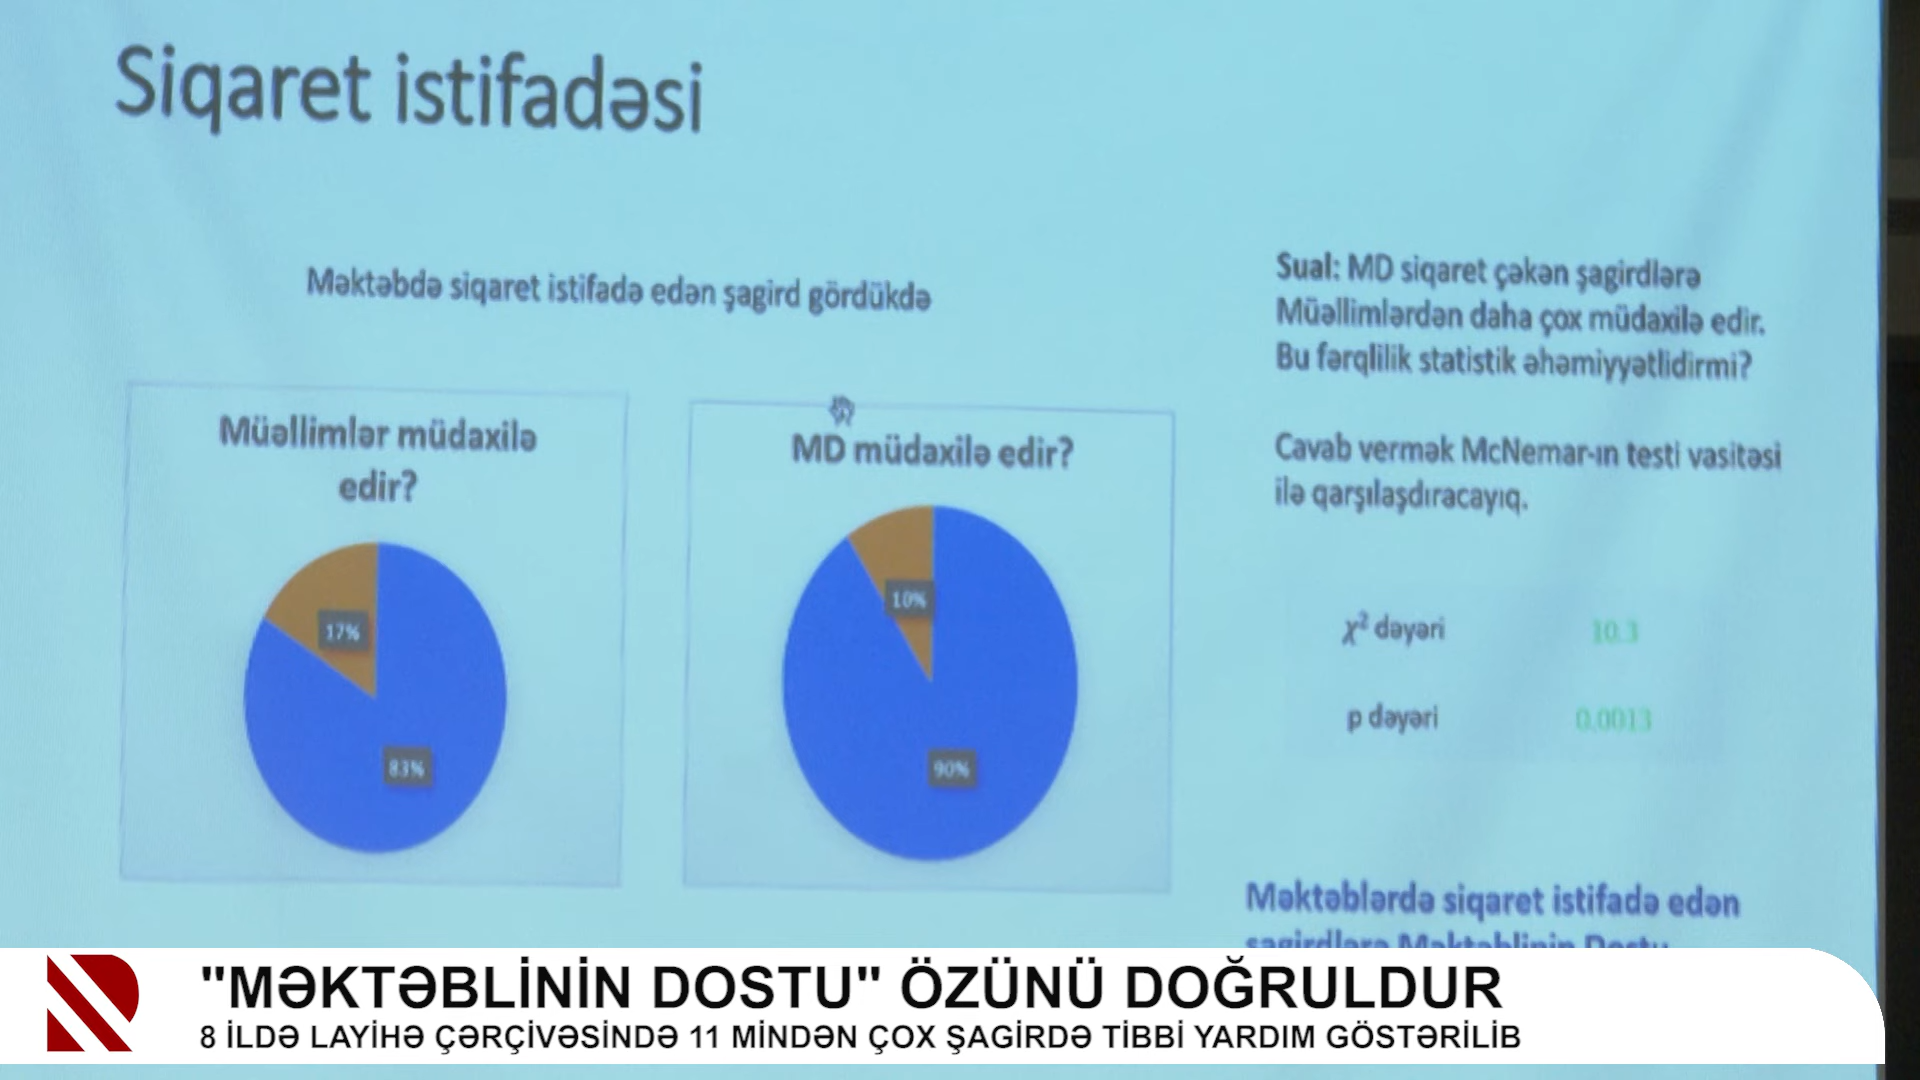 Siqaret istifadəsi
Məktəbdə siqaret istifadə edən şagird gördükdə
Müəllimlər müdaxilə
edir?
17%
83%
MD müdaxilə edir?
10%
90%
Sual: MD siqaret çəkən şagirdlərə
Müəllimlərdən daha çox müdaxilə edir.
Bu fərqlilik statistik əhəmiyyətlidirmi?
Cavab vermək McNemar-ın testi vasitəsi
ilə qarşılaşdıracayıq.
χ² dəyəri 10.3
p dəyəri 0.0013
Məktəblərdə siqaret istifadə edən
şagirdlərə Məktəblinin Dostu
"MƏKTƏBLİNİN DOSTU" ÖZÜNÜ DOĞRULDUR
8 İLDƏ LAYİHƏ ÇƏRÇİVƏSİNDƏ 11 MİNDƏN ÇOX ŞAGİRDƏ TİBBİ YARDIM GÖSTƏRİLİB